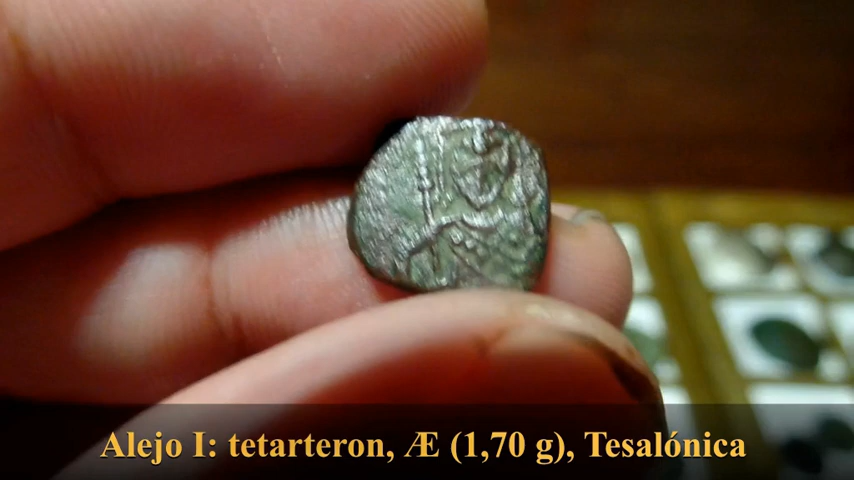 Alejo I: tetarteron, Æ (1,70 g), Tesalónica